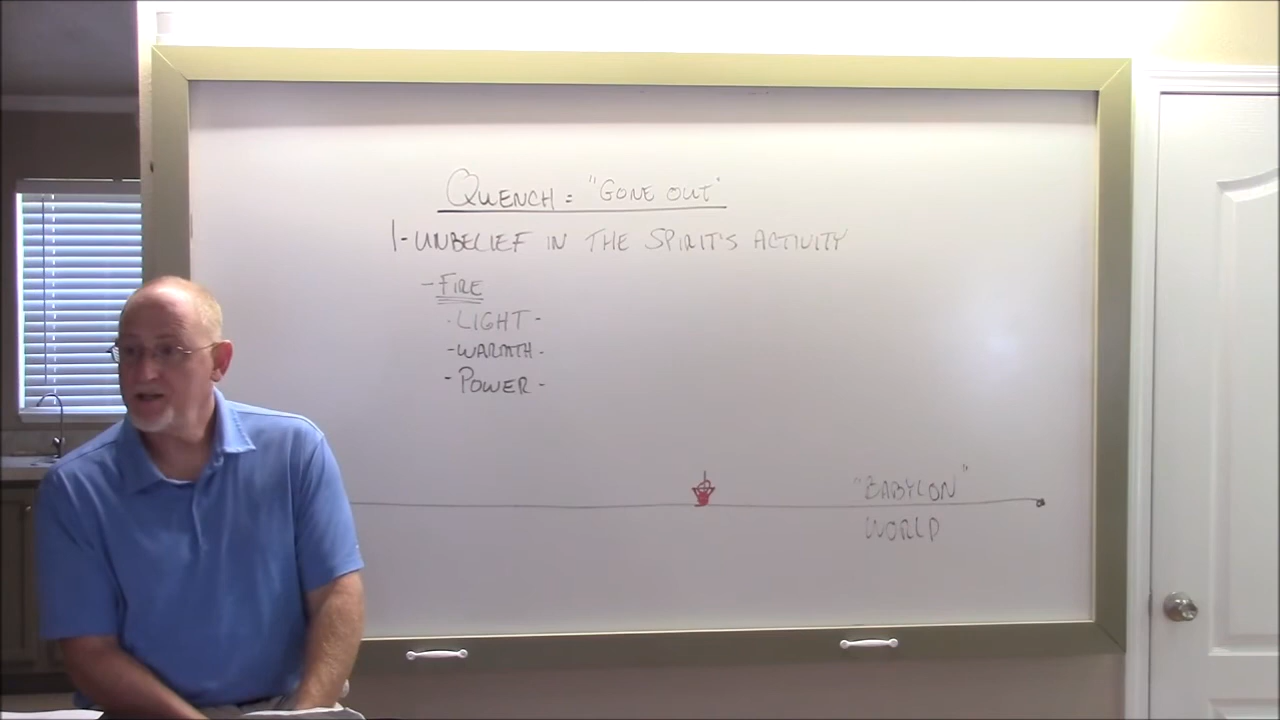 QUENCH = "GONE OUT"
1-UNBELIEF IN THE SPIRIT'S ACTIVITY
-FIRE
-LIGHT-
-WARMTH-
-POWER-
"BABYLON"
WORLD